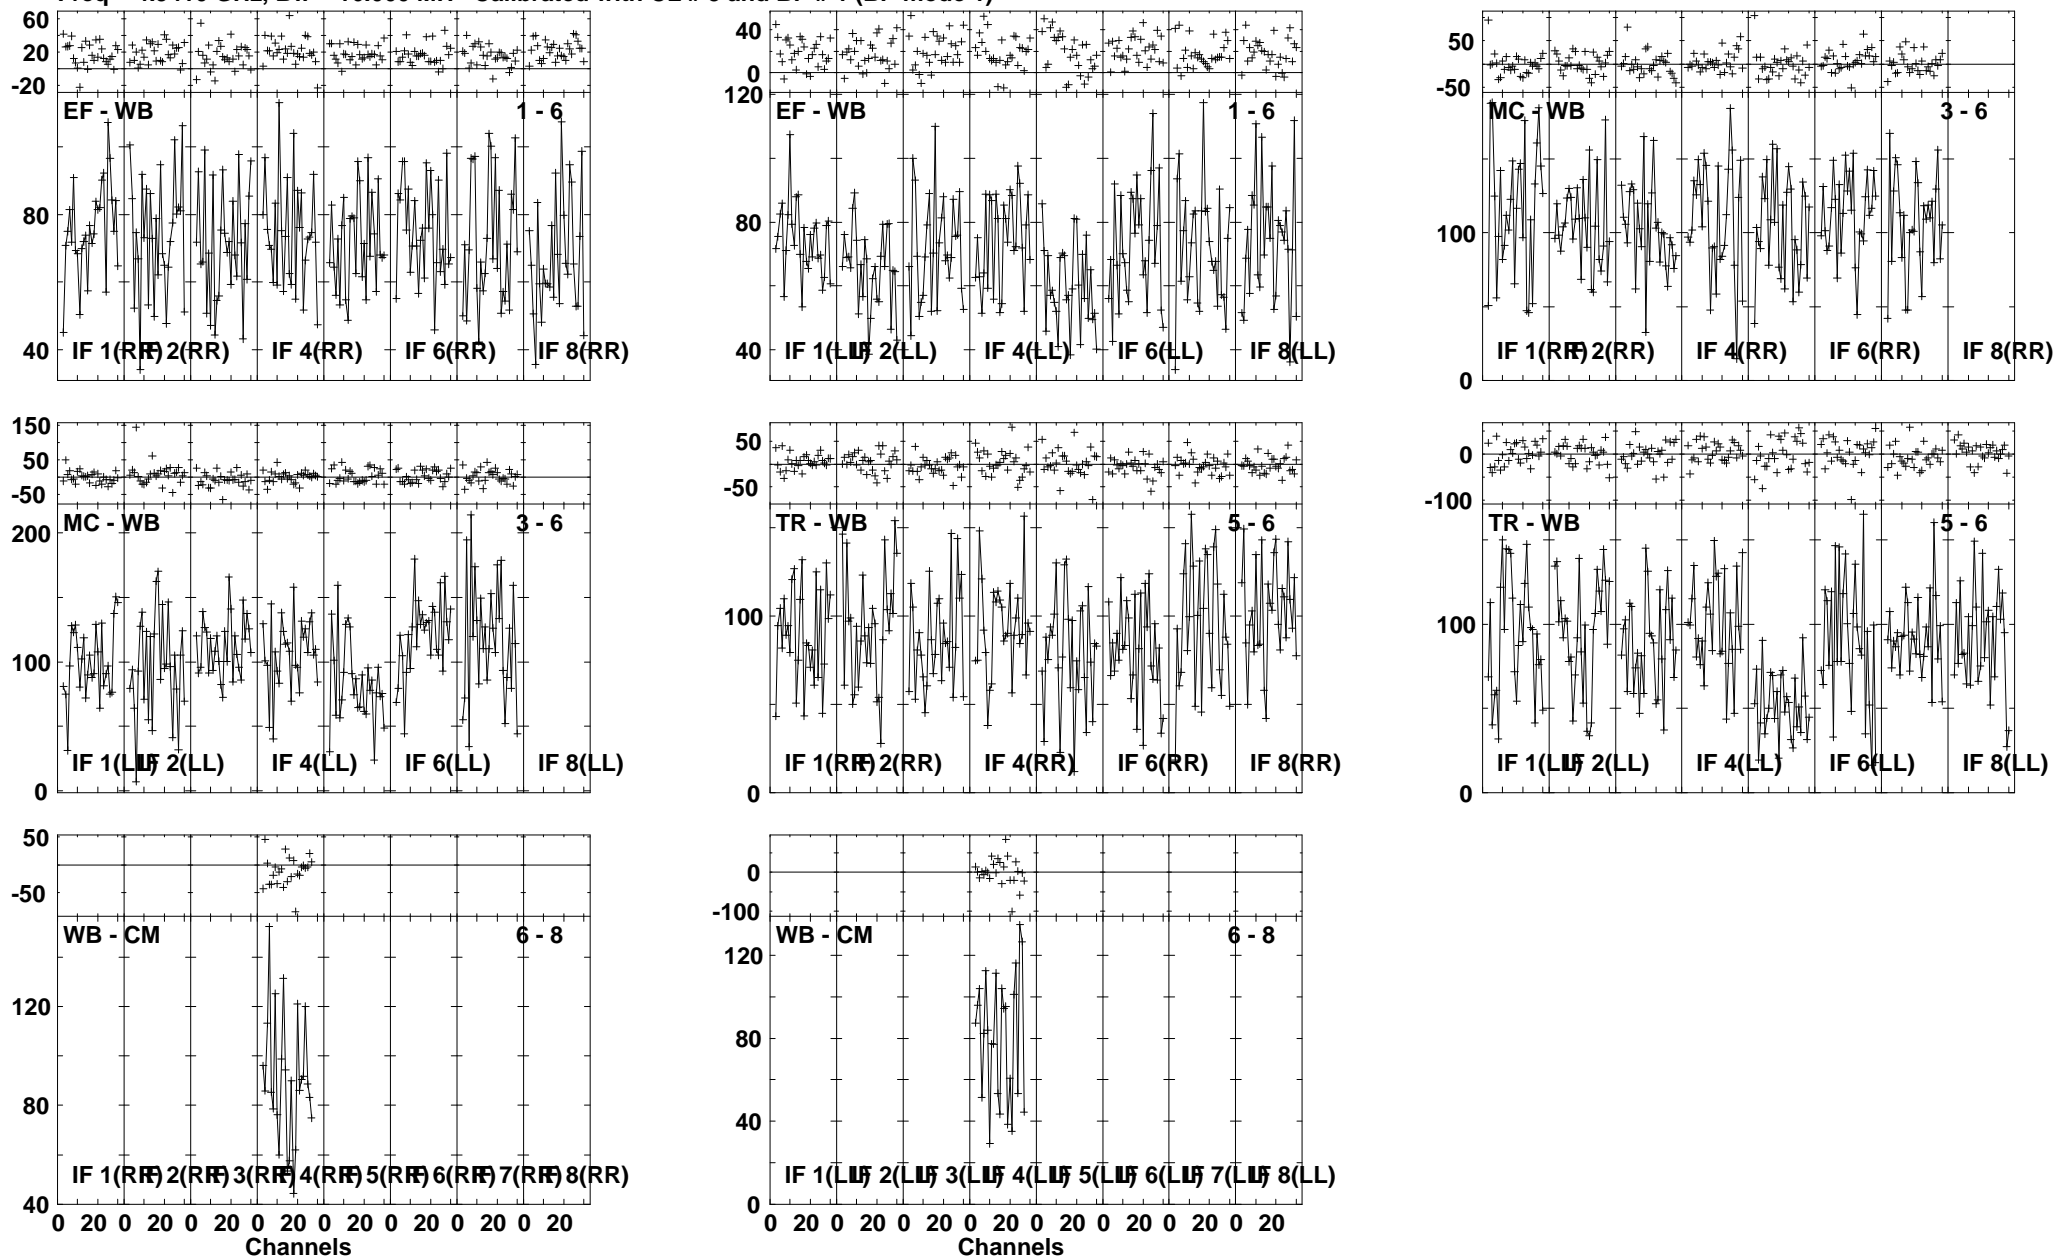 60
20
-20
EF - WB
1 - 6
80
40
IF 1(RR)
IF 2(RR)
IF 4(RR)
IF 6(RR)
IF 8(RR)
40
0
120
EF - WB
1 - 6
80
40
IF 1(LL)
IF 2(LL)
IF 4(LL)
IF 6(LL)
IF 8(LL)
50
-50
MC - WB
3 - 6
100
0
IF 1(RR)
IF 2(RR)
IF 4(RR)
IF 6(RR)
IF 8(RR)
150
50
-50
MC - WB
3 - 6
200
100
0
IF 1(LL)
IF 2(LL)
IF 4(LL)
IF 6(LL)
IF 8(LL)
50
-50
TR - WB
5 - 6
100
0
IF 1(RR)
IF 2(RR)
IF 4(RR)
IF 6(RR)
IF 8(RR)
0
-100
TR - WB
5 - 6
100
0
IF 1(LL)
IF 2(LL)
IF 4(LL)
IF 6(LL)
IF 8(LL)
50
-50
WB - CM
6 - 8
120
80
40
IF 1(RR)
IF 2(RR)
IF 3(RR)
IF 4(RR)
IF 5(RR)
IF 6(RR)
IF 7(RR)
IF 8(RR)
0 20 0 20 0 20 0 20 0 20 0 20 0 20 0 20
Channels
0
-100
WB - CM
6 - 8
120
80
40
0
IF 1(LL)
IF 2(LL)
IF 3(LL)
IF 4(LL)
IF 5(LL)
IF 6(LL)
IF 7(LL)
IF 8(LL)
0 20 0 20 0 20 0 20 0 20 0 20 0 20 0 20
Channels